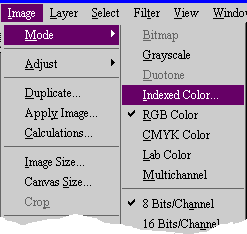 Image Layer Select Filter View Window
Mode
Adjust
Duplicate...
Apply Image...
Calculations...
Image Size...
Canvas Size...
Crop
Bitmap
Grayscale
Duotone
Indexed Color...
RGB Color
CMYK Color
Lab Color
Multichannel
8 Bits/Channel
16 Bits/Channel